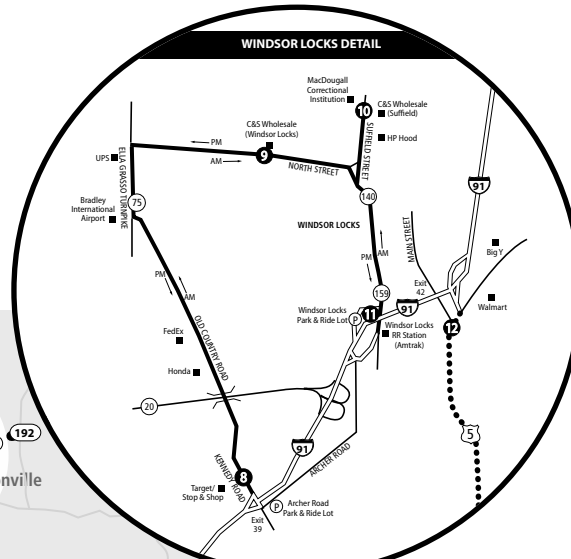 WINDSOR LOCKS DETAIL
MacDougall
Correctional
Institution
10
C&S Wholesale
(Suffield)
HP Hood
SUFFIELD STREET
C&S Wholesale
(Windsor Locks)
PM
AM
9
NORTH STREET
UPS
ELLA GRASSO TURNPIKE
75
Bradley
International
Airport
140
91
WINDSOR LOCKS
MAIN STREET
Big Y
PM
AM
PM
AM
159
Exit
42
91
Walmart
Windsor Locks
Park & Ride Lot
P
11
12
Windsor Locks
RR Station
(Amtrak)
FedEx
OLD COUNTRY ROAD
Honda
20
192
5
91
ARCHER ROAD
KENNEDY ROAD
8
Target/
Stop & Shop
P
Archer Road
Park & Ride Lot
Exit
39
nville